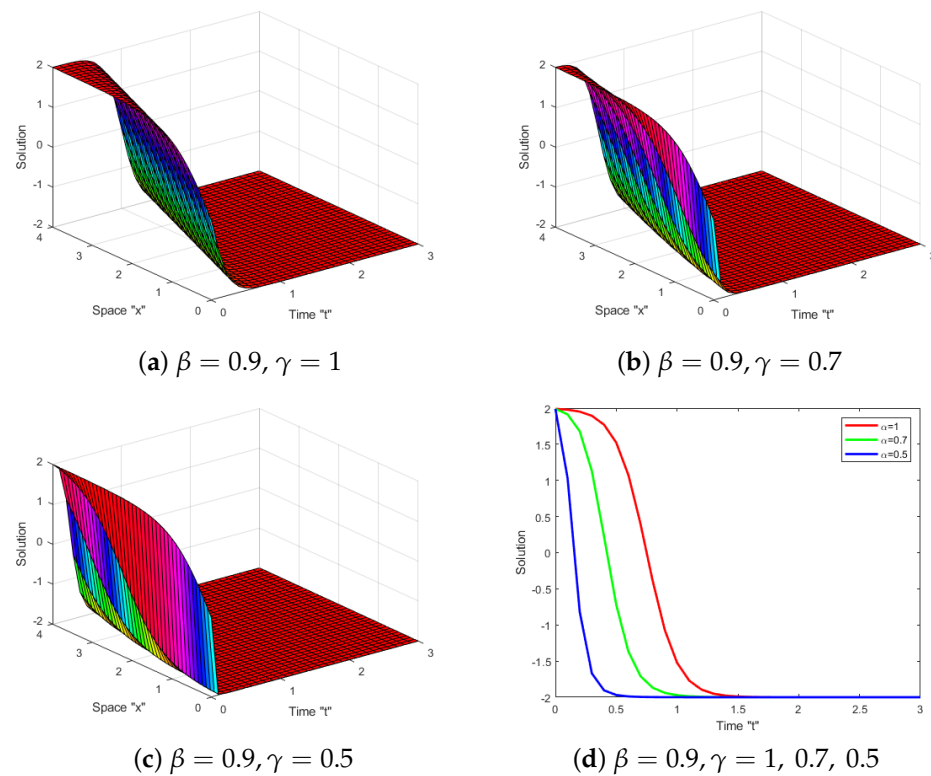 2
1
0
-1
-2
Solution
4
3
2
1
0
Space "x"
0
1
2
3
Time "t"
(a) β = 0.9, γ = 1
2
1
0
-1
-2
Solution
4
3
2
1
0
Space "x"
0
1
2
3
Time "t"
(b) β = 0.9, γ = 0.7
2
1
0
-1
-2
Solution
4
3
2
1
0
Space "x"
0
1
2
3
Time "t"
(c) β = 0.9, γ = 0.5
2
1.5
1
0.5
0
-0.5
-1
-1.5
-2
Solution
α=1
α=0.7
α=0.5
0 0.5 1 1.5 2 2.5 3
Time "t"
(d) β = 0.9, γ = 1, 0.7, 0.5